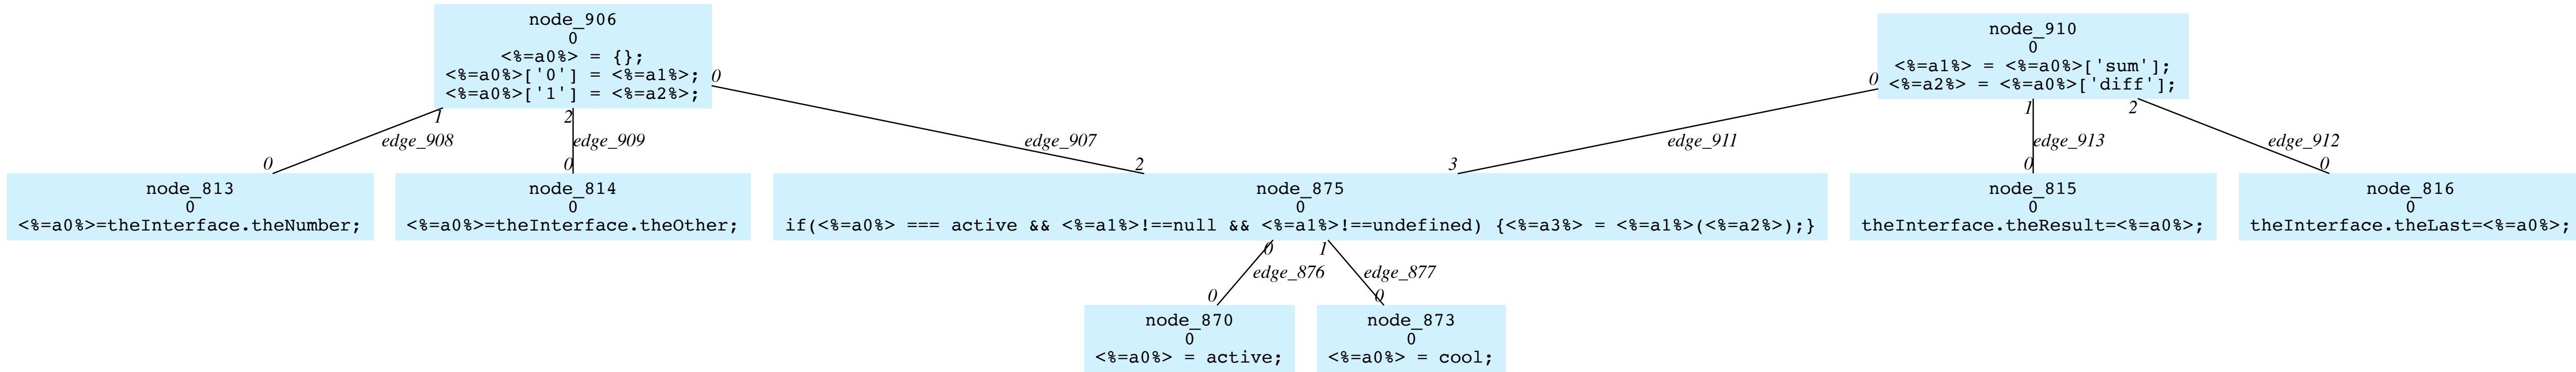 node_906
0
<%=a0%> = {};
<%=a0%>['0'] = <%=a1%>;
<%=a0%>['1'] = <%=a2%>;
0
1
2
node_910
0
<%=a1%> = <%=a0%>['sum'];
<%=a2%> = <%=a0%>['diff'];
0
1
2
edge_908
edge_909
edge_907
edge_911
edge_913
edge_912
0
0
2
3
0
0
node_813
0
<%=a0%>=theInterface.theNumber;
node_814
0
<%=a0%>=theInterface.theOther;
node_875
0
if(<%=a0%> === active && <%=a1%>!==null && <%=a1%>!==undefined) {<%=a3%> = <%=a1%>(<%=a2%>);}
node_815
0
theInterface.theResult=<%=a0%>;
node_816
0
theInterface.theLast=<%=a0%>;
0
1
edge_876
edge_877
0
0
node_870
0
<%=a0%> = active;
node_873
0
<%=a0%> = cool;